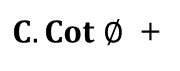 C. Cot ∅ +